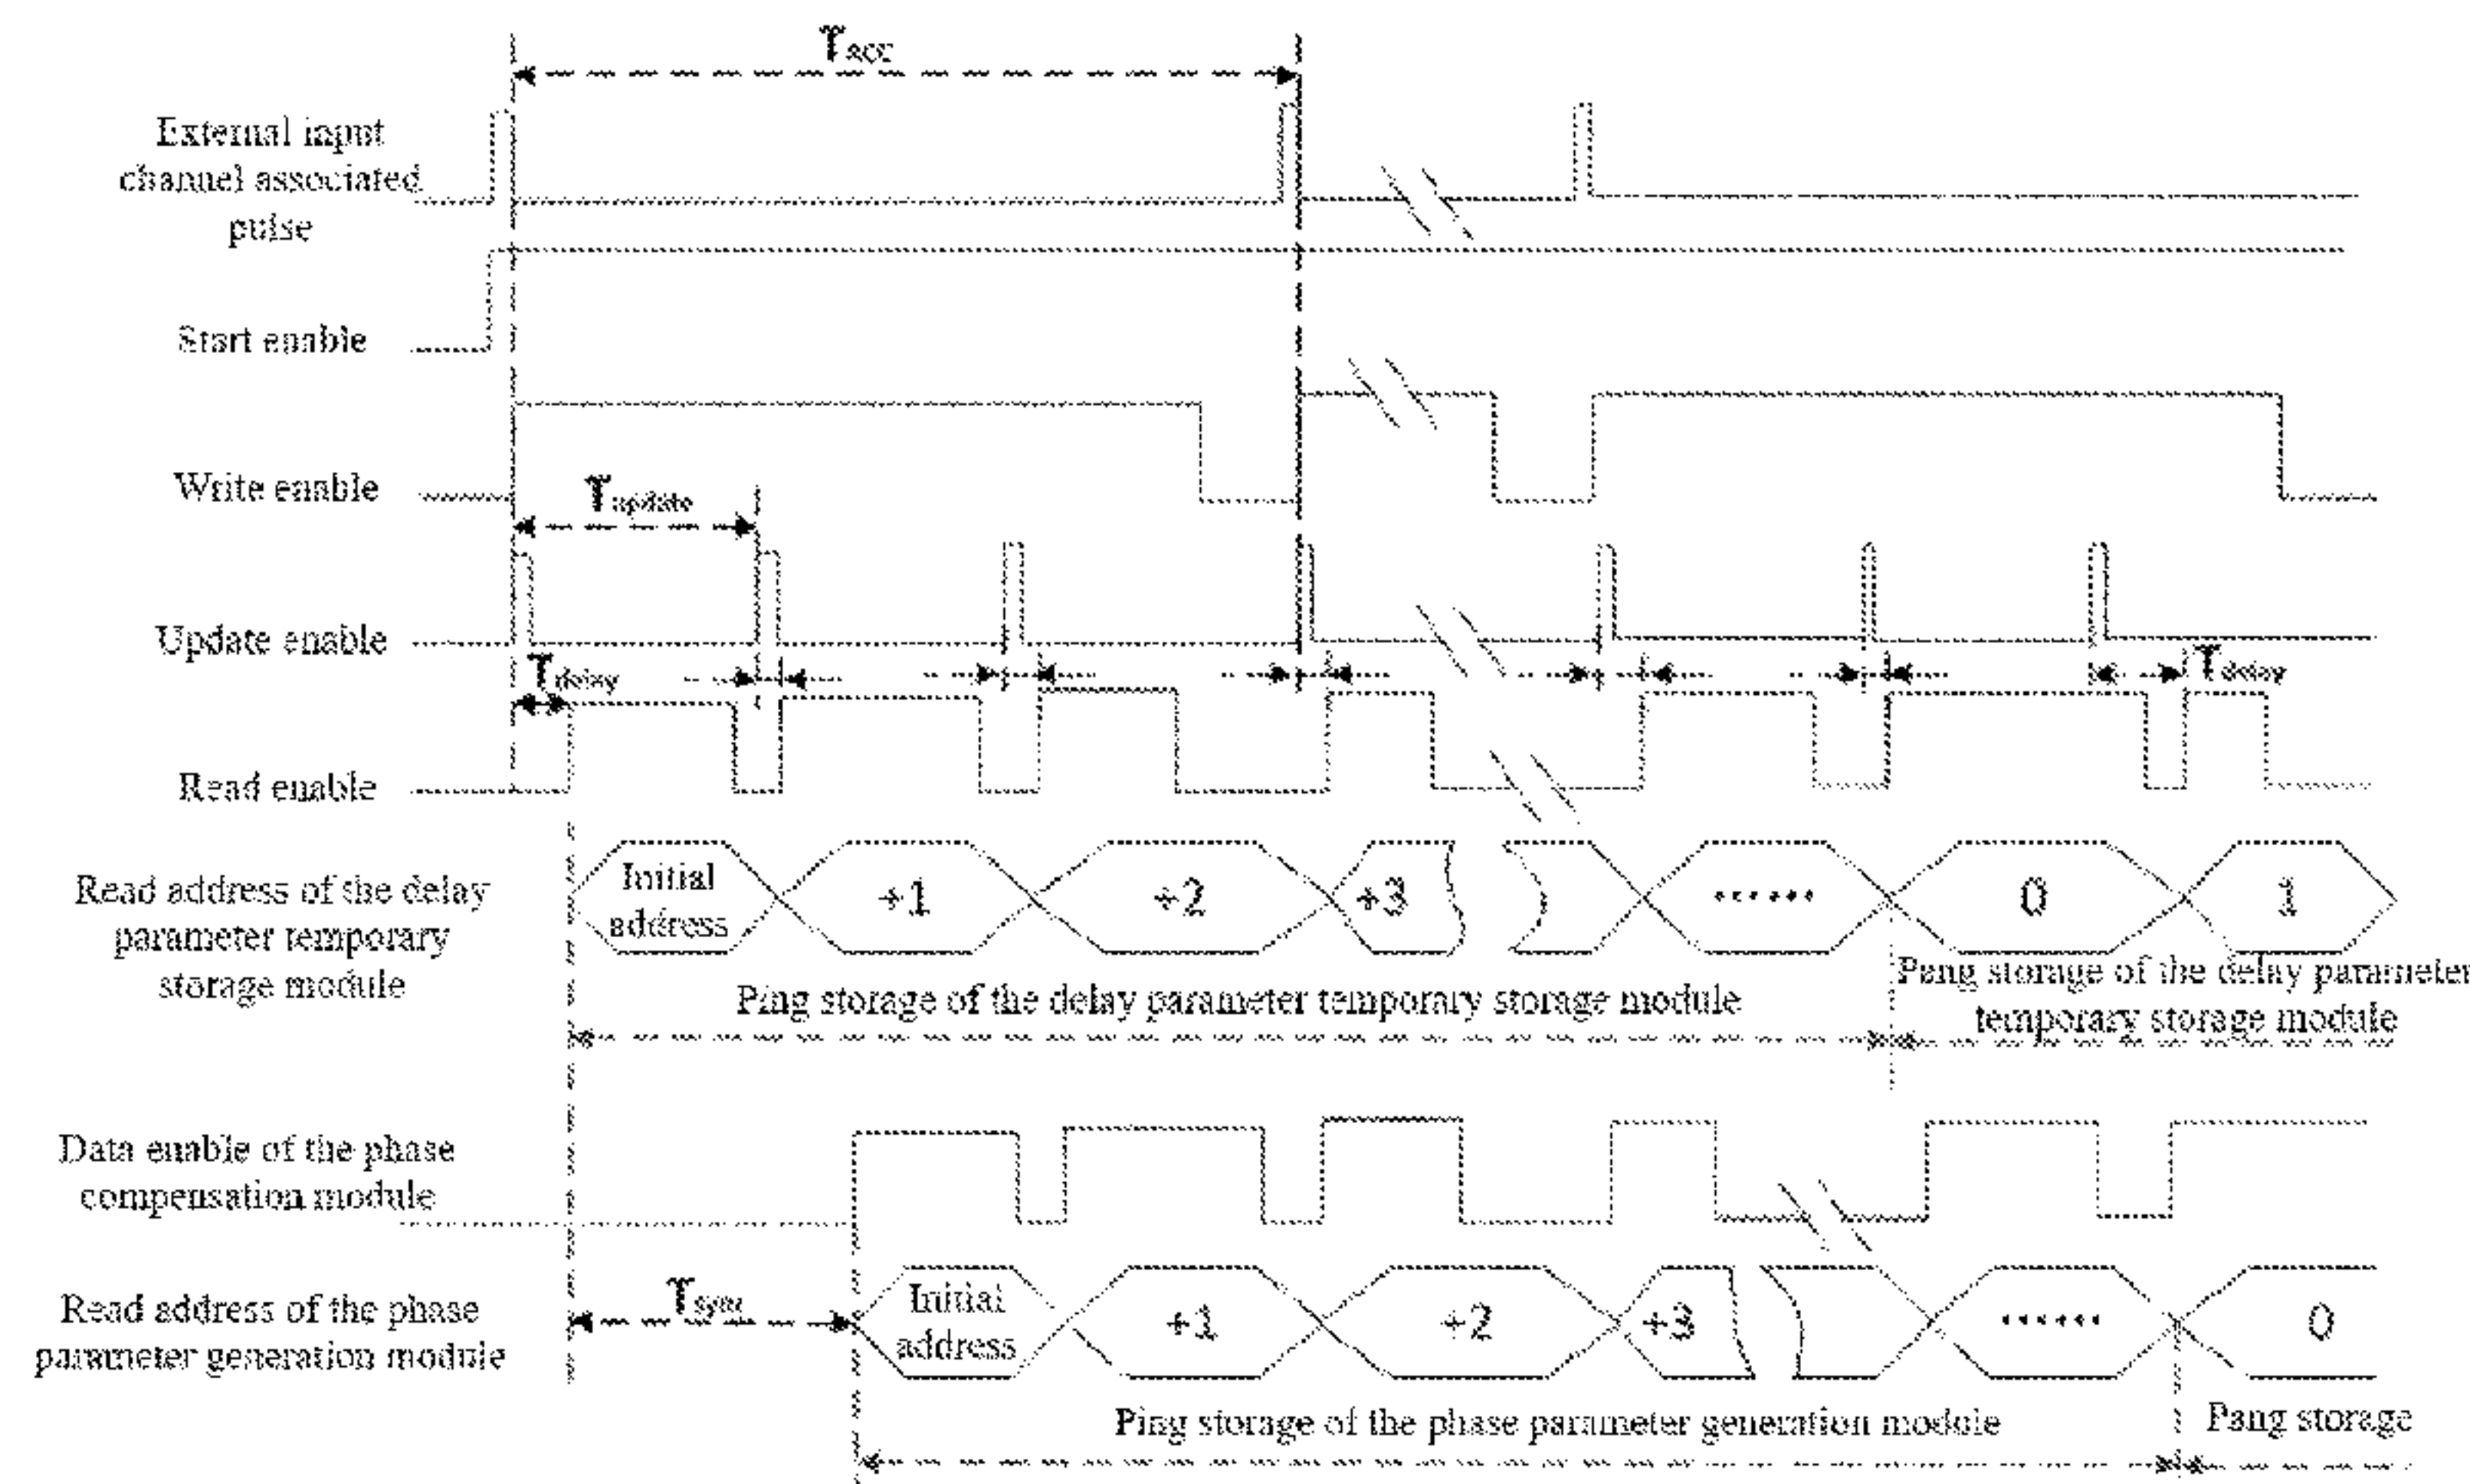 Tacc
External input
channel associated
pulse
Start enable
Write enable
Tupdate
Update enable
Tdelay
Tdelay
Read enable
Read address of the delay
parameter temporary
storage module
Initial
address
+1
+2
+3
......
0
1
Ping storage of the delay parameter temporary storage module
Pang storage of the delay parameter
temporary storage module
Data enable of the phase
compensation module
Read address of the phase
parameter generation module
Tsync
Initial
address
+1
+2
+3
......
0
Ping storage of the phase parameter generation module
Pang storage